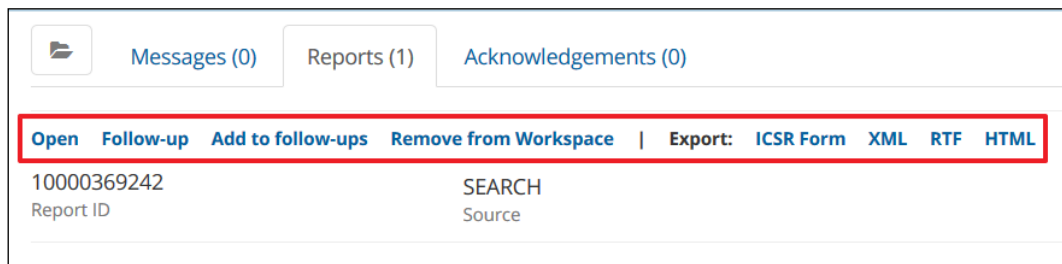 Messages (0) Reports (1) Acknowledgements (0)
Open Follow-up Add to follow-ups Remove from Workspace | Export: ICSR Form XML RTF HTML
10000369242 SEARCH
Report ID Source